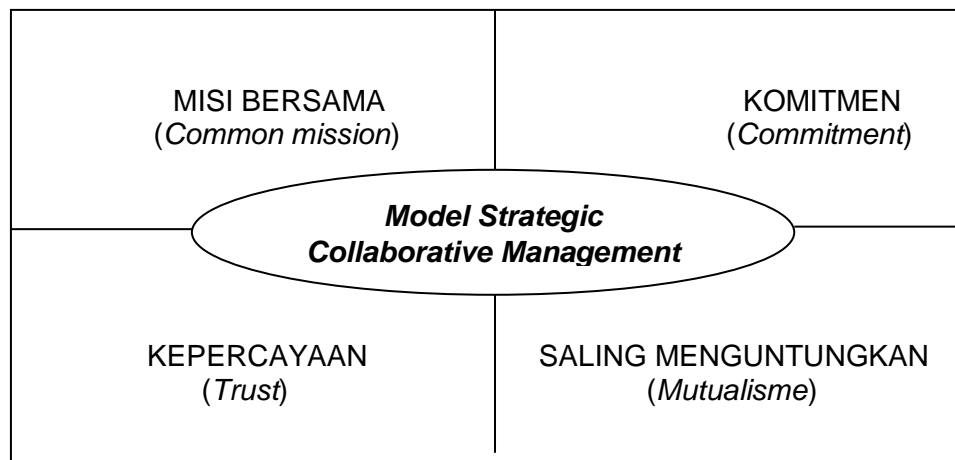 MISI BERSAMA
(Common mission)
KOMITMEN
(Commitment)
Model Strategic
Collaborative Management
KEPERCAYAAN
(Trust)
SALING MENGUNTUNGKAN
(Mutualisme)